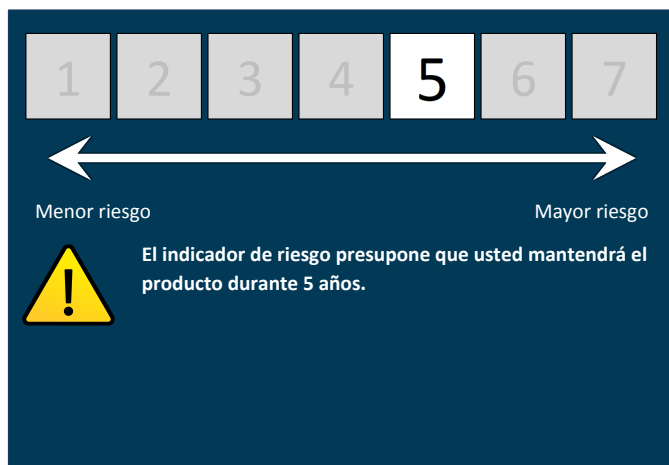 1 2 3 4 5 6 7
Menor riesgo Mayor riesgo
El indicador de riesgo presupone que usted mantendrá el
producto durante 5 años.